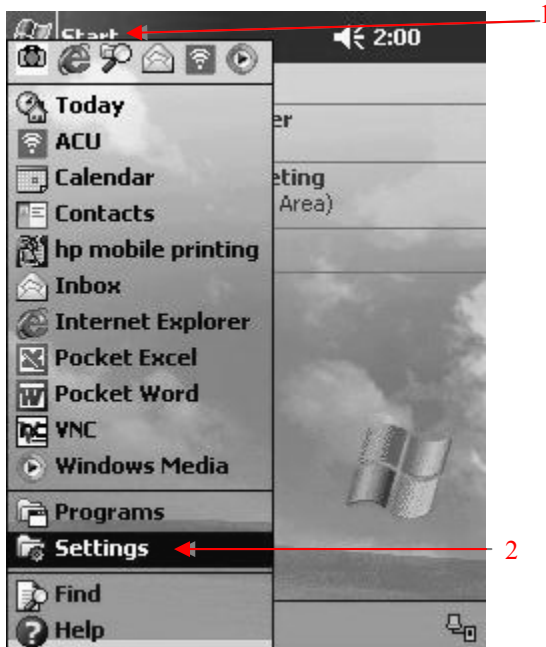 1
Start
2:00
Today
er
ACU
Calendar
eting
Contacts
Area)
hp mobile printing
Inbox
Internet Explorer
Pocket Excel
Pocket Word
VNC
Windows Media
Programs
Settings
2
Find
Help